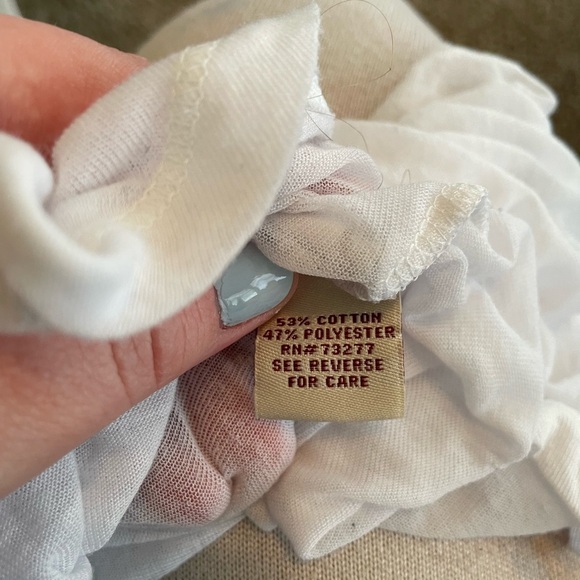 53% COTTON
47% POLYESTER
RN# 73277
SEE REVERSE
FOR CARE